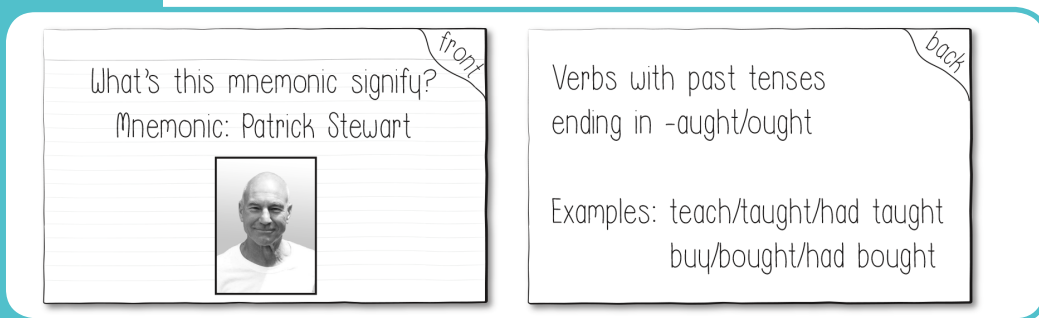 front
What's this mnemonic signify?
Mnemonic: Patrick Stewart
back
Verbs with past tenses
ending in -aught/ought
Examples: teach/taught/had taught
buy/bought/had bought